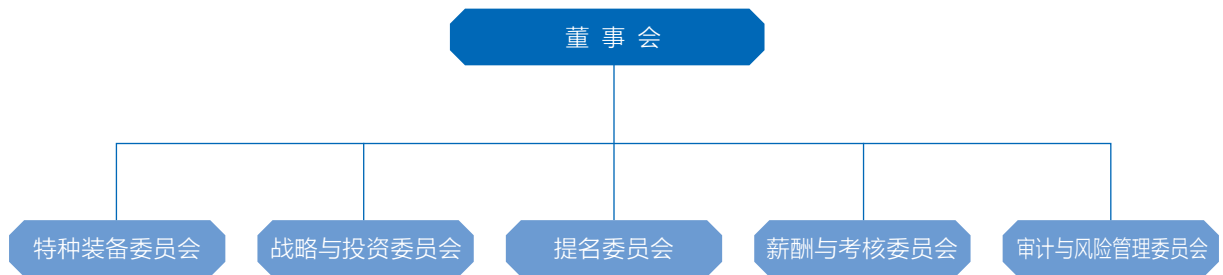 董事会
特种装备委员会
战略与投资委员会
提名委员会
薪酬与考核委员会
审计与风险管理委员会